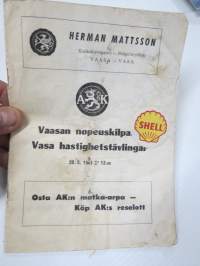 HERMAN MATTSSON
VAASA - VASA
AK
SHELL
Vaasan nopeuskilpa
Vasa hastighetstävlingar
Osta AK:n matka-arpa —
Köp AK:s reselott